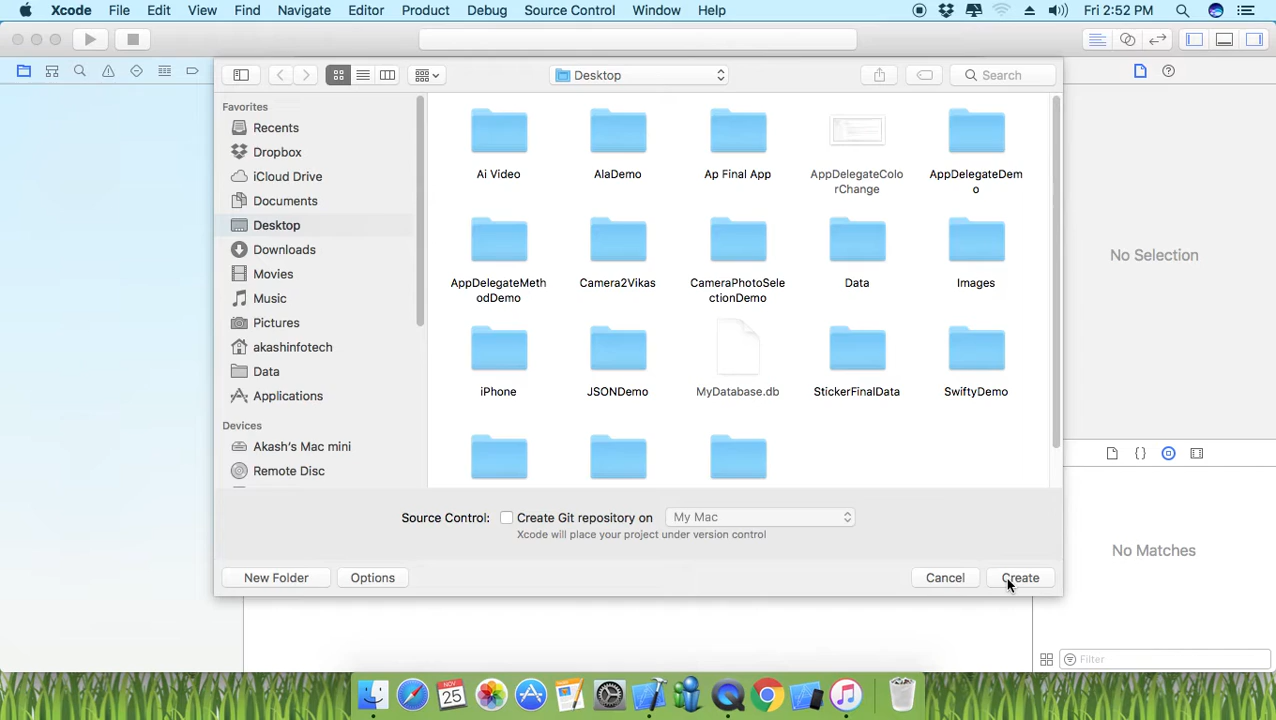 Xcode File Edit View Find Navigate Editor Product Debug Source Control Window Help Fri 2:52 PM
Desktop Search
Favorites
Recents
Dropbox
iCloud Drive
Documents
Desktop
Downloads
Movies
Music
Pictures
akashinfotech
Data
Applications
Devices
Akash's Mac mini
Remote Disc
Ai Video AlaDemo Ap Final App AppDelegateColo AppDelegateDem
rChange o
AppDelegateMeth Camera2Vikas CameraPhotoSele Data Images
odDemo ctionDemo
iPhone JSONDemo MyDatabase.db StickerFinalData SwiftyDemo
Source Control: Create Git repository on My Mac
Xcode will place your project under version control
New Folder Options Cancel Create
No Selection
No Matches
Filter
NOV
25